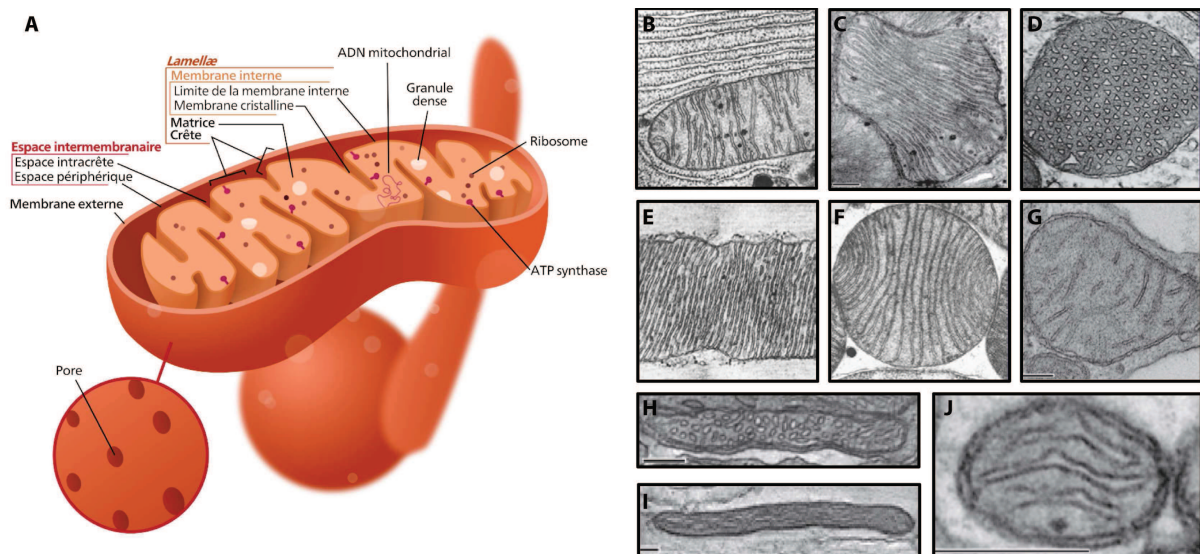 A
Lamellæ
Membrane interne
Limite de la membrane interne
Membrane cristalline
Matrice
Crête
Espace intermembranaire
Espace intracrête
Espace périphérique
Membrane externe
ADN mitochondrial
Granule
dense
Ribosome
ATP synthase
Pore
B
C
D
E
F
G
H
I
J